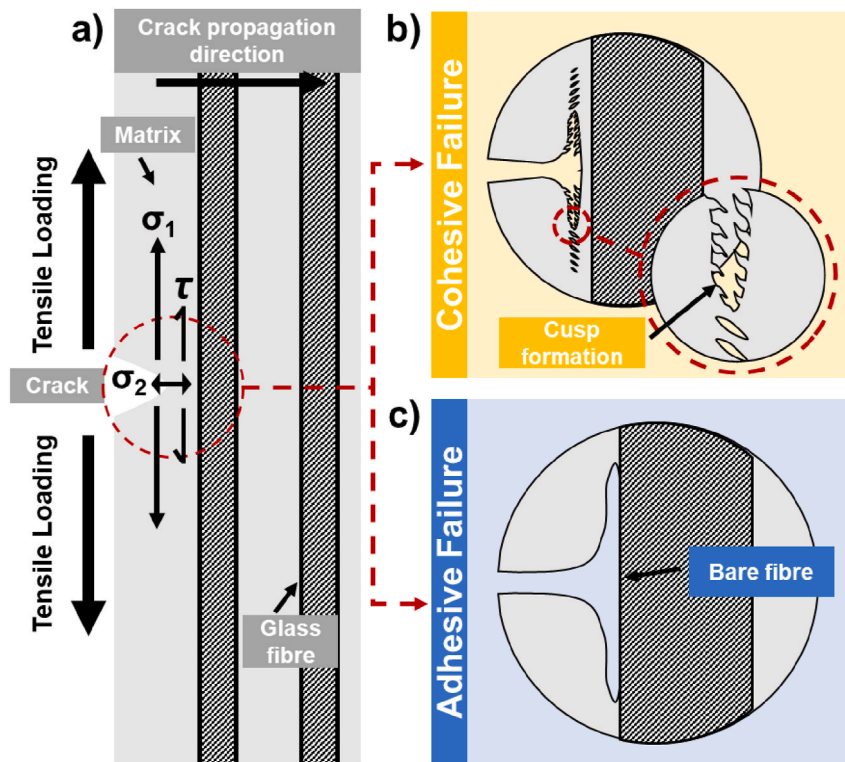 a)
Crack propagation
direction
Matrix
Tensile Loading
σ1
τ
Crack
σ2
Tensile Loading
Glass
fibre
b)
Cohesive Failure
Cusp
formation
c)
Adhesive Failure
Bare fibre